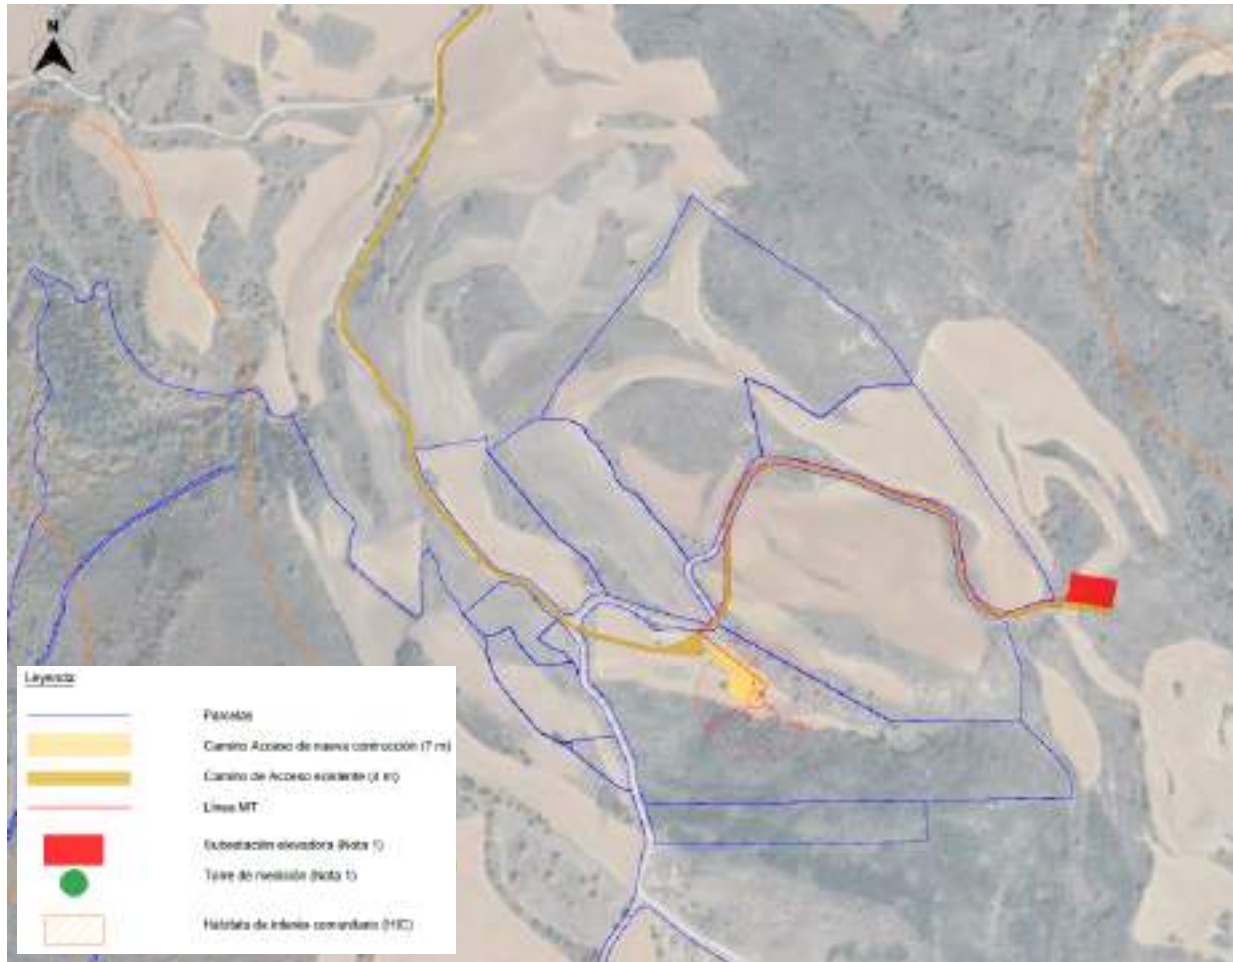 N
Leyenda:
Parcelas
Camino Acceso de nueva contrucción (7 m)
Camino de Acceso existente (4 m)
Línea MT
Subestación elevadora (Nota 1)
Torre de medición (Nota 1)
Hábitats de interés comunitario (HIC)